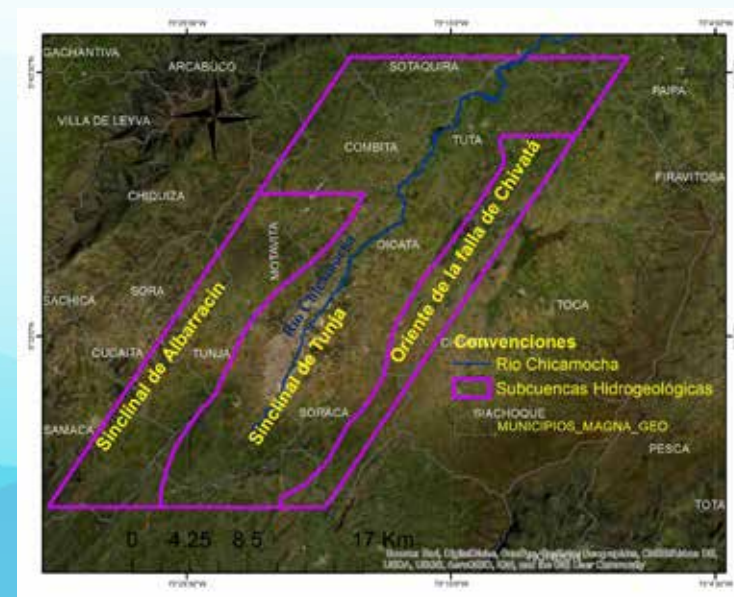 GACHANTIVA
ARCABUCO
SOTAQUIRA
PAIPA
VILLA DE LEYVA
COMBITA
TUTA
FIRAVITOBA
CHIQUIZA
MOTAVITA
OICATA
Oriente de la falla de Chivatá
SACHICA
SORA
Río Chicamocha
TOCA
Sinclinal de Albarracin
CUCAITA
TUNJA
Sinclinal de Tunja
Convenciones
Rio Chicamocha
SORACA
Subcuencas Hidrogeológicas
SAMACA
SIACHOQUE
MUNICIPIOS_MAGNA_GEO
PESCA
TOTA
0 4.25 8.5 17 Km